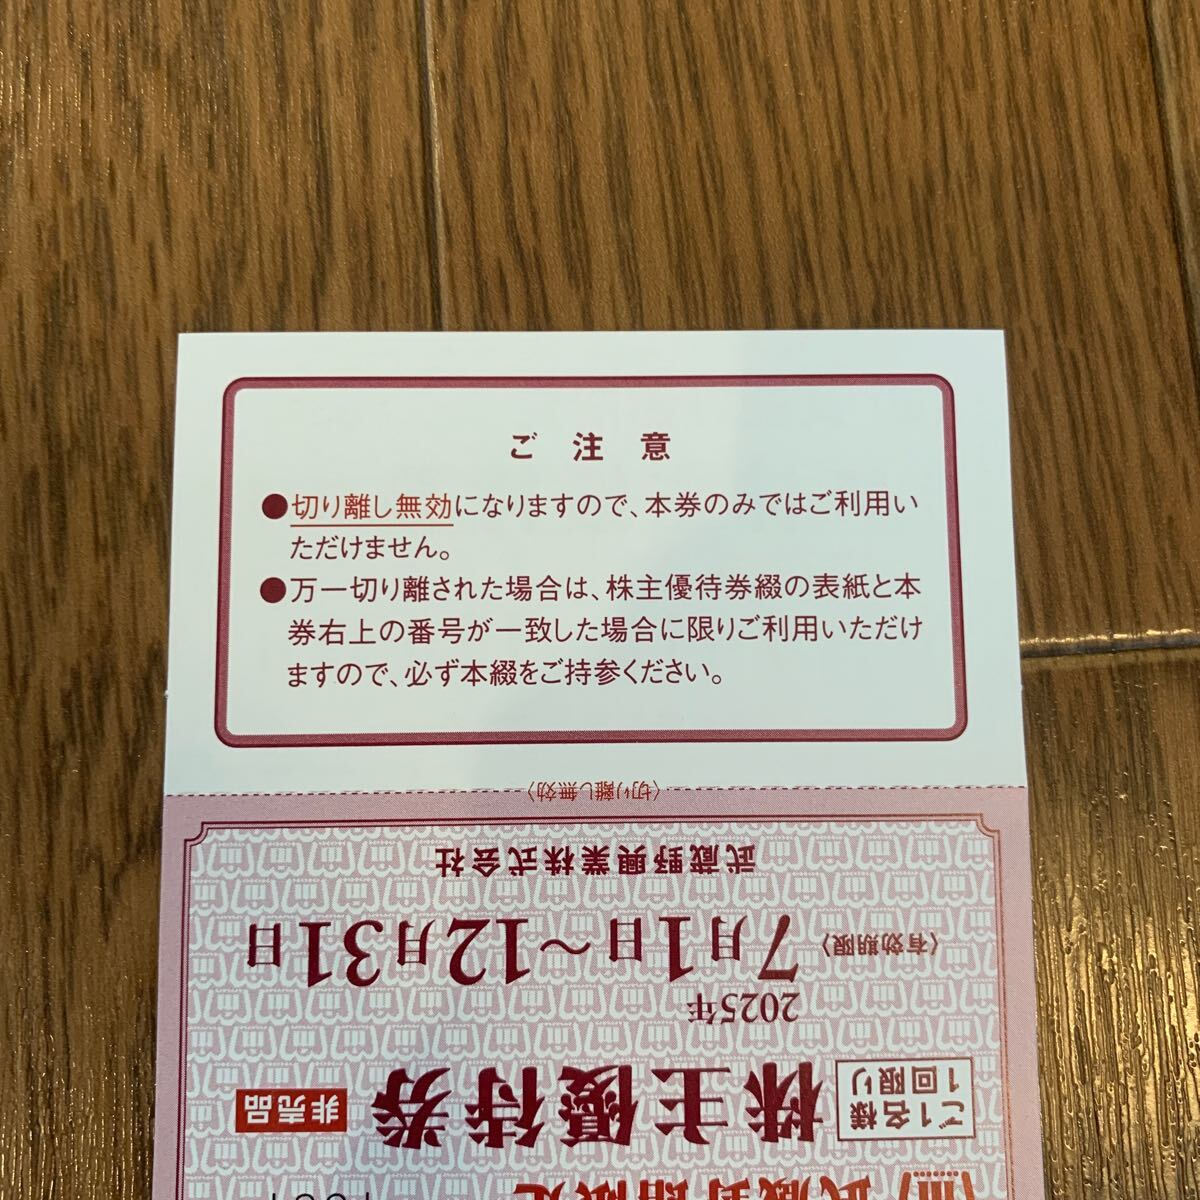 ご注意
●切り離し無効になりますので、本券のみではご利用い
ただけません。
●万一切り離された場合は、株主優待券綴の表紙と本
券右上の番号が一致した場合に限りご利用いただけ
ますので、必ず本綴をご持参ください。
〈切り離し無効〉
武蔵野興業株式会社
〈有効期限〉
2025年
7月1日～12月31日
ご1名様
1回限り
株主優待券
非売品